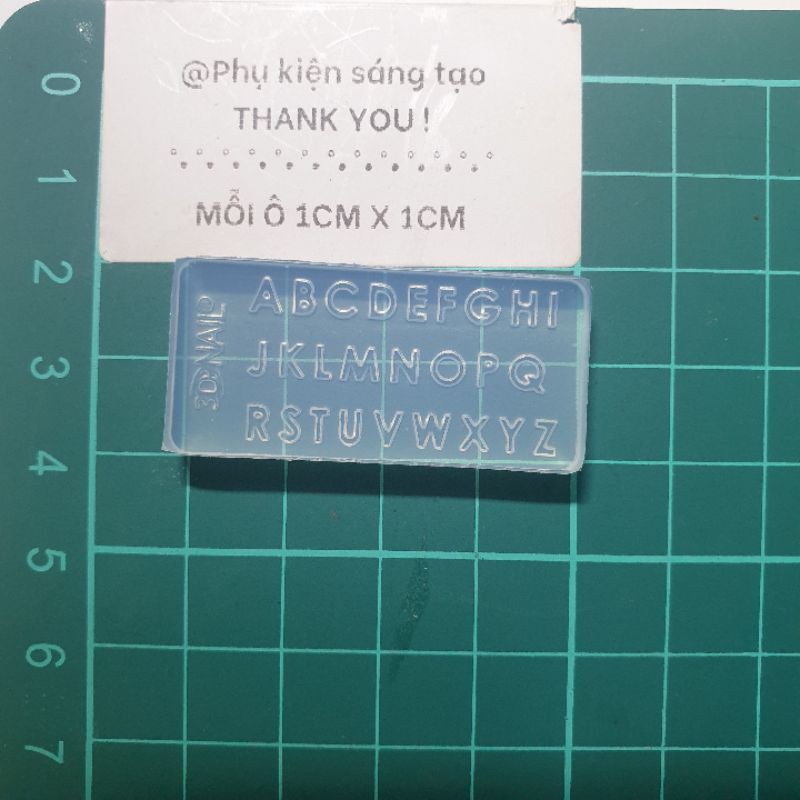 @Phụ kiện sáng tạo
THANK YOU !
MỖI Ô 1CM X 1CM
0
1
2
3
4
5
6
7
3D NAIL
ABCDEFGHI
JKLMNOPQ
RSTUVWXYZ